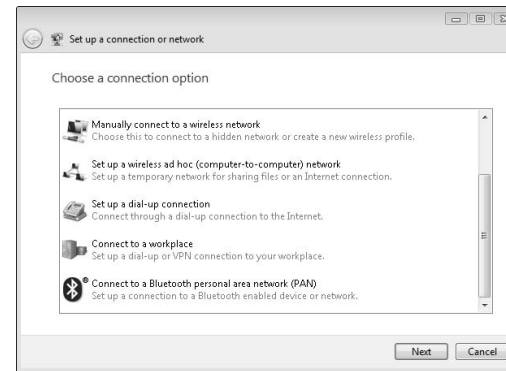 Set up a connection or network
Choose a connection option
Manually connect to a wireless network
Choose this to connect to a hidden network or create a new wireless profile.
Set up a wireless ad hoc (computer-to-computer) network
Set up a temporary network for sharing files or an Internet connection.
Set up a dial-up connection
Connect through a dial-up connection to the Internet.
Connect to a workplace
Set up a dial-up or VPN connection to your workplace.
Connect to a Bluetooth personal area network (PAN)
Set up a connection to a Bluetooth enabled device or network.
Next
Cancel